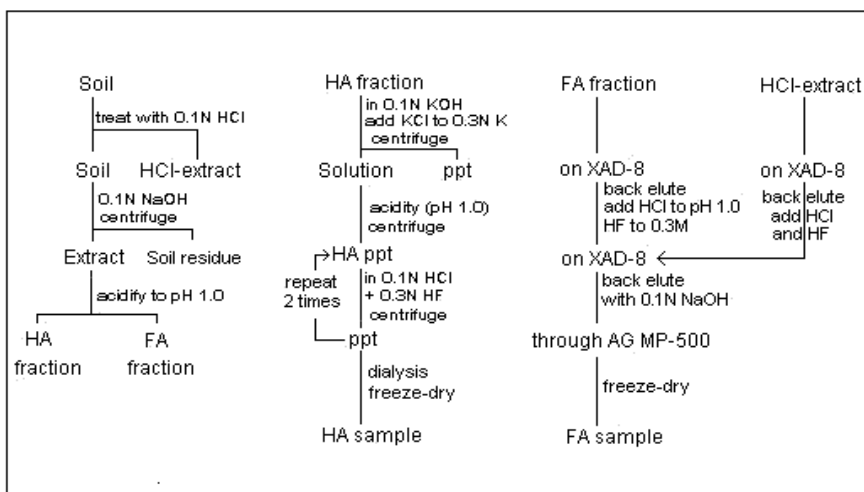 Soil
treat with 0.1N HCl
Soil HCl-extract
0.1N NaOH
centrifuge
Extract Soil residue
acidify to pH 1.0
HA FA
fraction fraction
HA fraction
in 0.1N KOH
add KCl to 0.3N K
centrifuge
Solution ppt
acidity (pH 1.0)
centrifuge
HA ppt
repeat
2 times
in 0.1N HCl
+ 0.3N HF
centrifuge
ppt
dialysis
freeze-dry
HA sample
FA fraction
on XAD-8
back elute
add HCl to pH 1.0
HF to 0.3M
on XAD-8
back elute
with 0.1N NaOH
through AG MP-500
freeze-dry
FA sample
HCl-extract
on XAD-8
back elute
add HCl
and HF